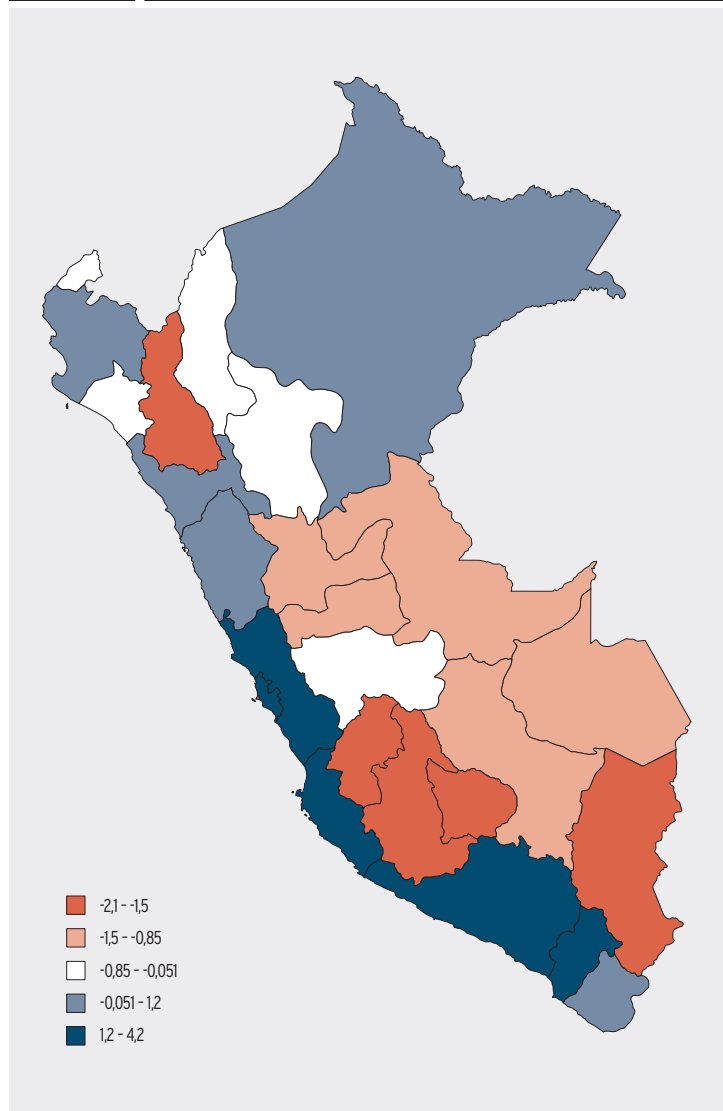 -2,1 – -1,5
-1,5 – -0,85
-0,85 – -0,051
-0,051 – 1,2
1,2 – 4,2